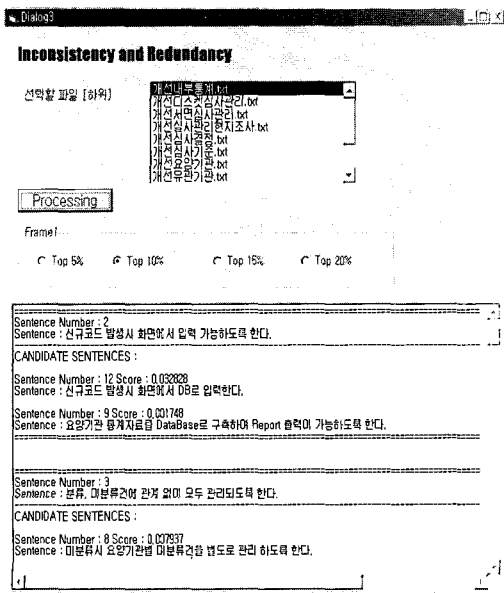 Dialog3
Inconsistency and Redundancy
선택할 파일 [하위]
개선내부통계.txt
개선디스켓심사관리.txt
개선서면심사관리.txt
개선실사관리현지조사.txt
개선심사결정.txt
개선심사기준.txt
개선요양기관.txt
개선유관기관.txt
Processing
Frame1
Top 5% Top 10% Top 15% Top 20%
Sentence Number : 2
Sentence : 신규코드 발생시 화면에서 입력 가능하도록 한다.
CANDIDATE SENTENCES :
Sentence Number : 12 Score : 0.032828
Sentence : 신규코드 발생시 화면에서 DB로 입력한다.
Sentence Number : 9 Score : 0.001748
Sentence : 요양기관 통계자료를 DataBase로 구축하여 Report 출력이 가능하도록 한다.
Sentence Number : 3
Sentence : 분류, 미분류건에 관계 없이 모두 관리되도록 한다.
CANDIDATE SENTENCES :
Sentence Number : 8 Score : 0.007937
Sentence : 미분류시 요양기관별 미분류건을 별도로 관리 하도록 한다.